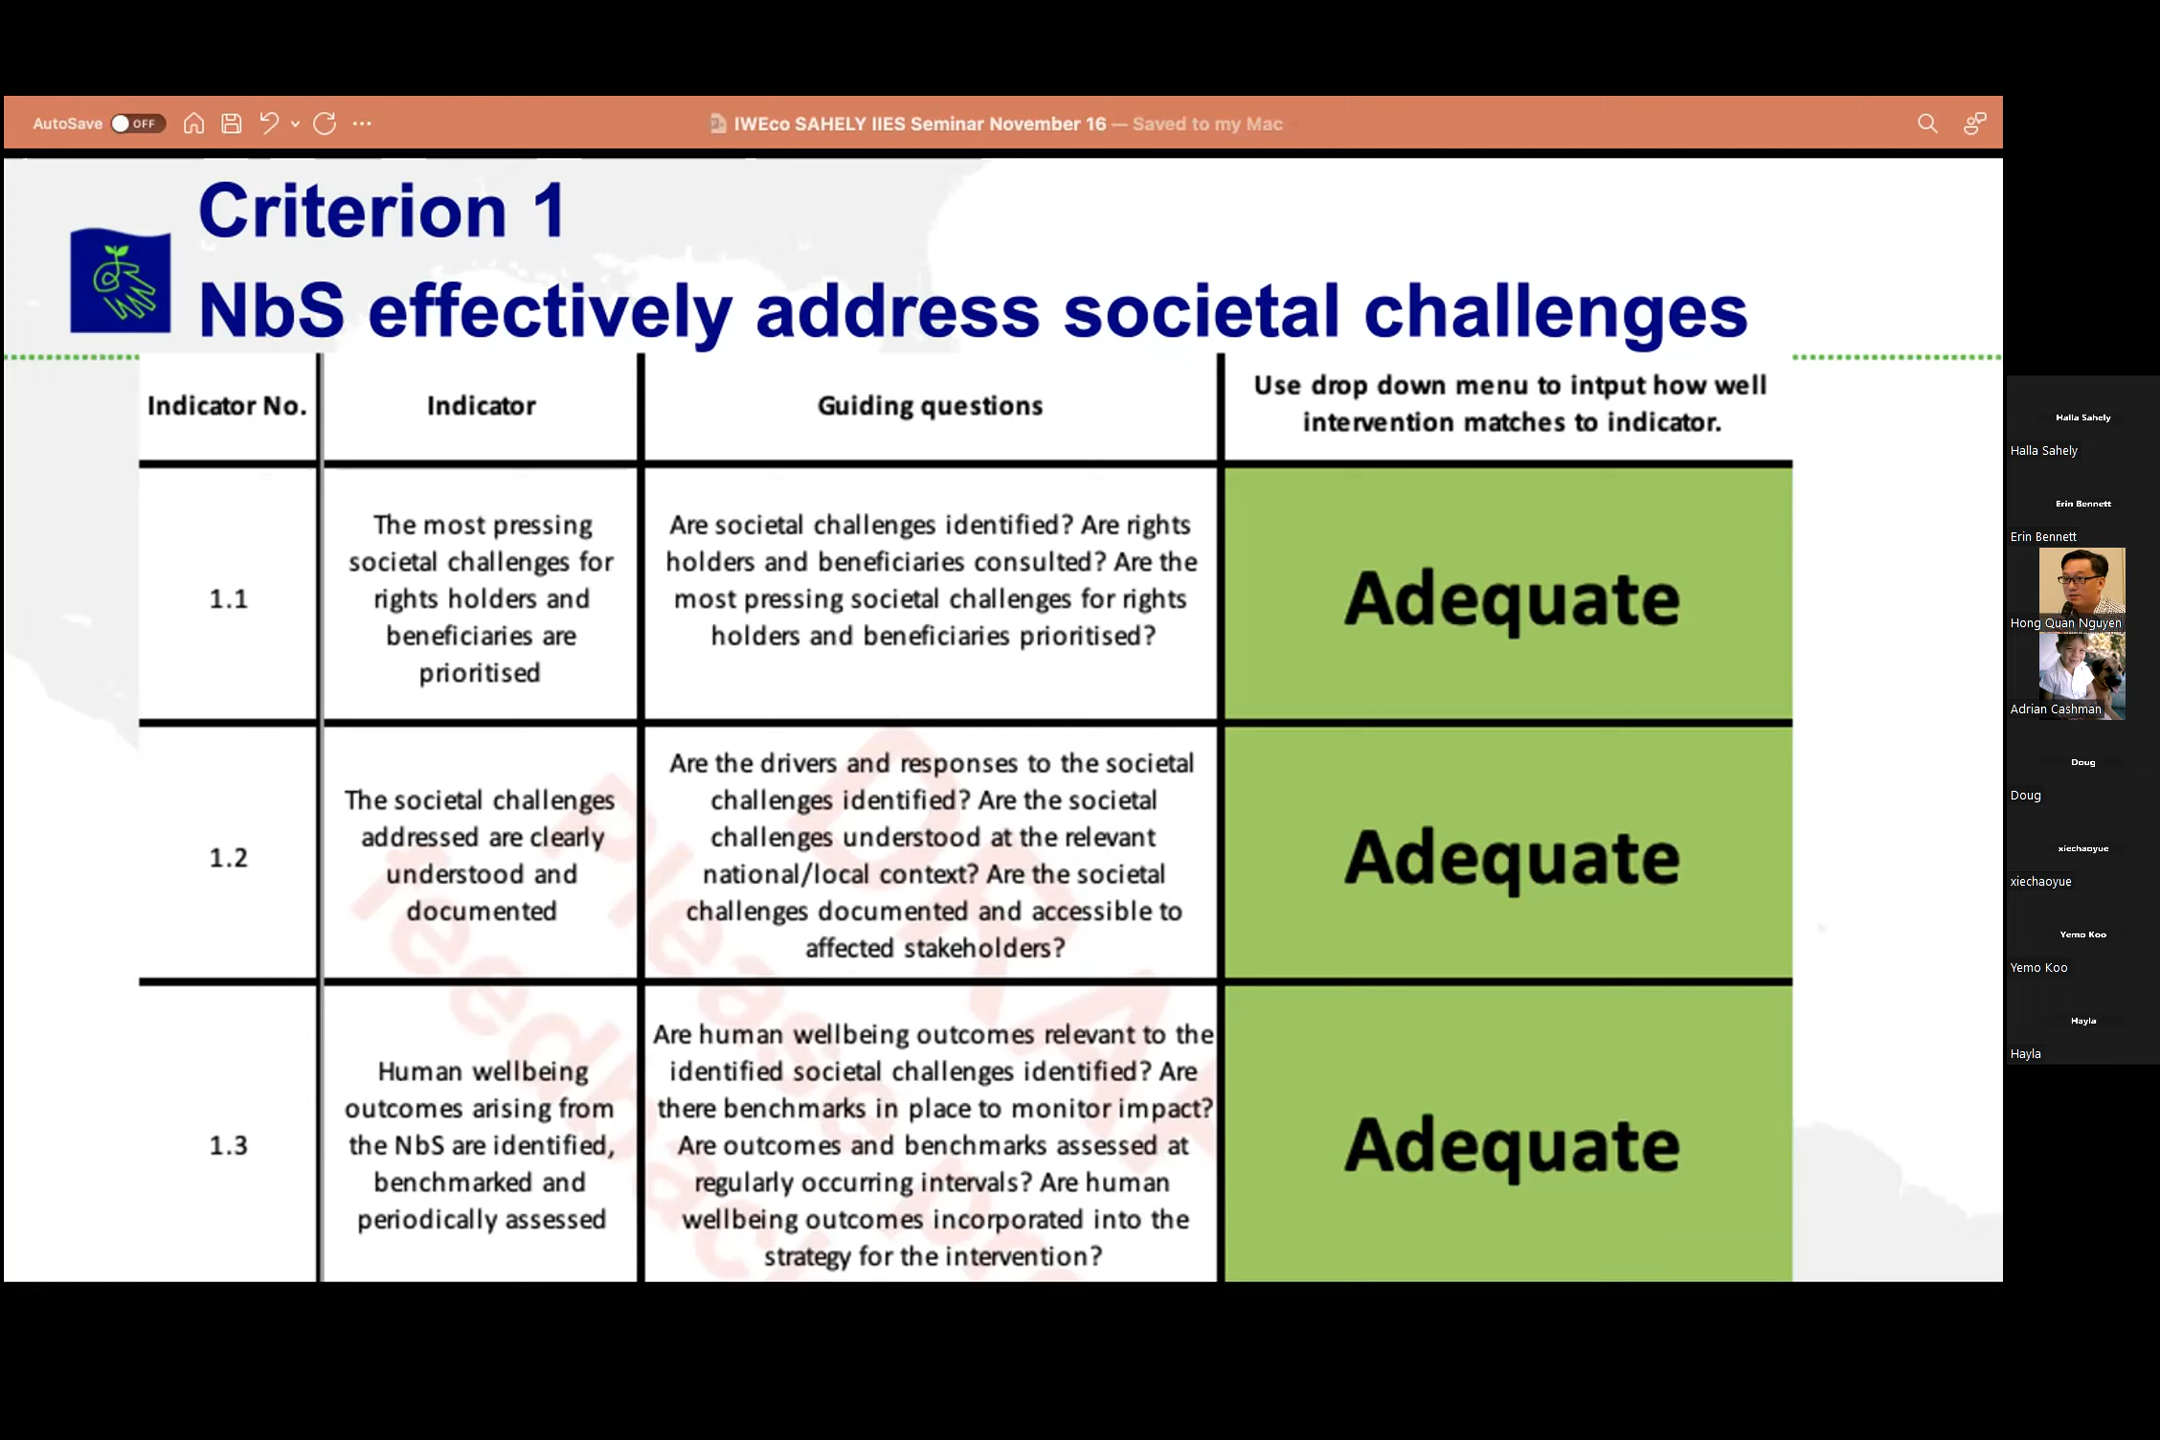 AutoSave OFF
IWEco SAHELY IIES Seminar November 16 — Saved to my Mac
Criterion 1
NbS effectively address societal challenges
Indicator No.
Indicator
Guiding questions
Use drop down menu to intput how well
intervention matches to indicator.
1.1
The most pressing
societal challenges for
rights holders and
beneficiaries are
prioritised
Are societal challenges identified? Are rights
holders and beneficiaries consulted? Are the
most pressing societal challenges for rights
holders and beneficiaries prioritised?
Adequate
1.2
The societal challenges
addressed are clearly
understood and
documented
Are the drivers and responses to the societal
challenges identified? Are the societal
challenges understood at the relevant
national/local context? Are the societal
challenges documented and accessible to
affected stakeholders?
Adequate
1.3
Human wellbeing
outcomes arising from
the NbS are identified,
benchmarked and
periodically assessed
Are human wellbeing outcomes relevant to the
identified societal challenges identified? Are
there benchmarks in place to monitor impact?
Are outcomes and benchmarks assessed at
regularly occurring intervals? Are human
wellbeing outcomes incorporated into the
strategy for the intervention?
Adequate
Please
Halla Sahely
Halla Sahely
Erin Bennett
Erin Bennett
Hong Quan Nguyen
Adrian Cashman
Doug
Doug
xiechaoyue
xiechaoyue
Yemo Koo
Yemo Koo
Hayla
Hayla